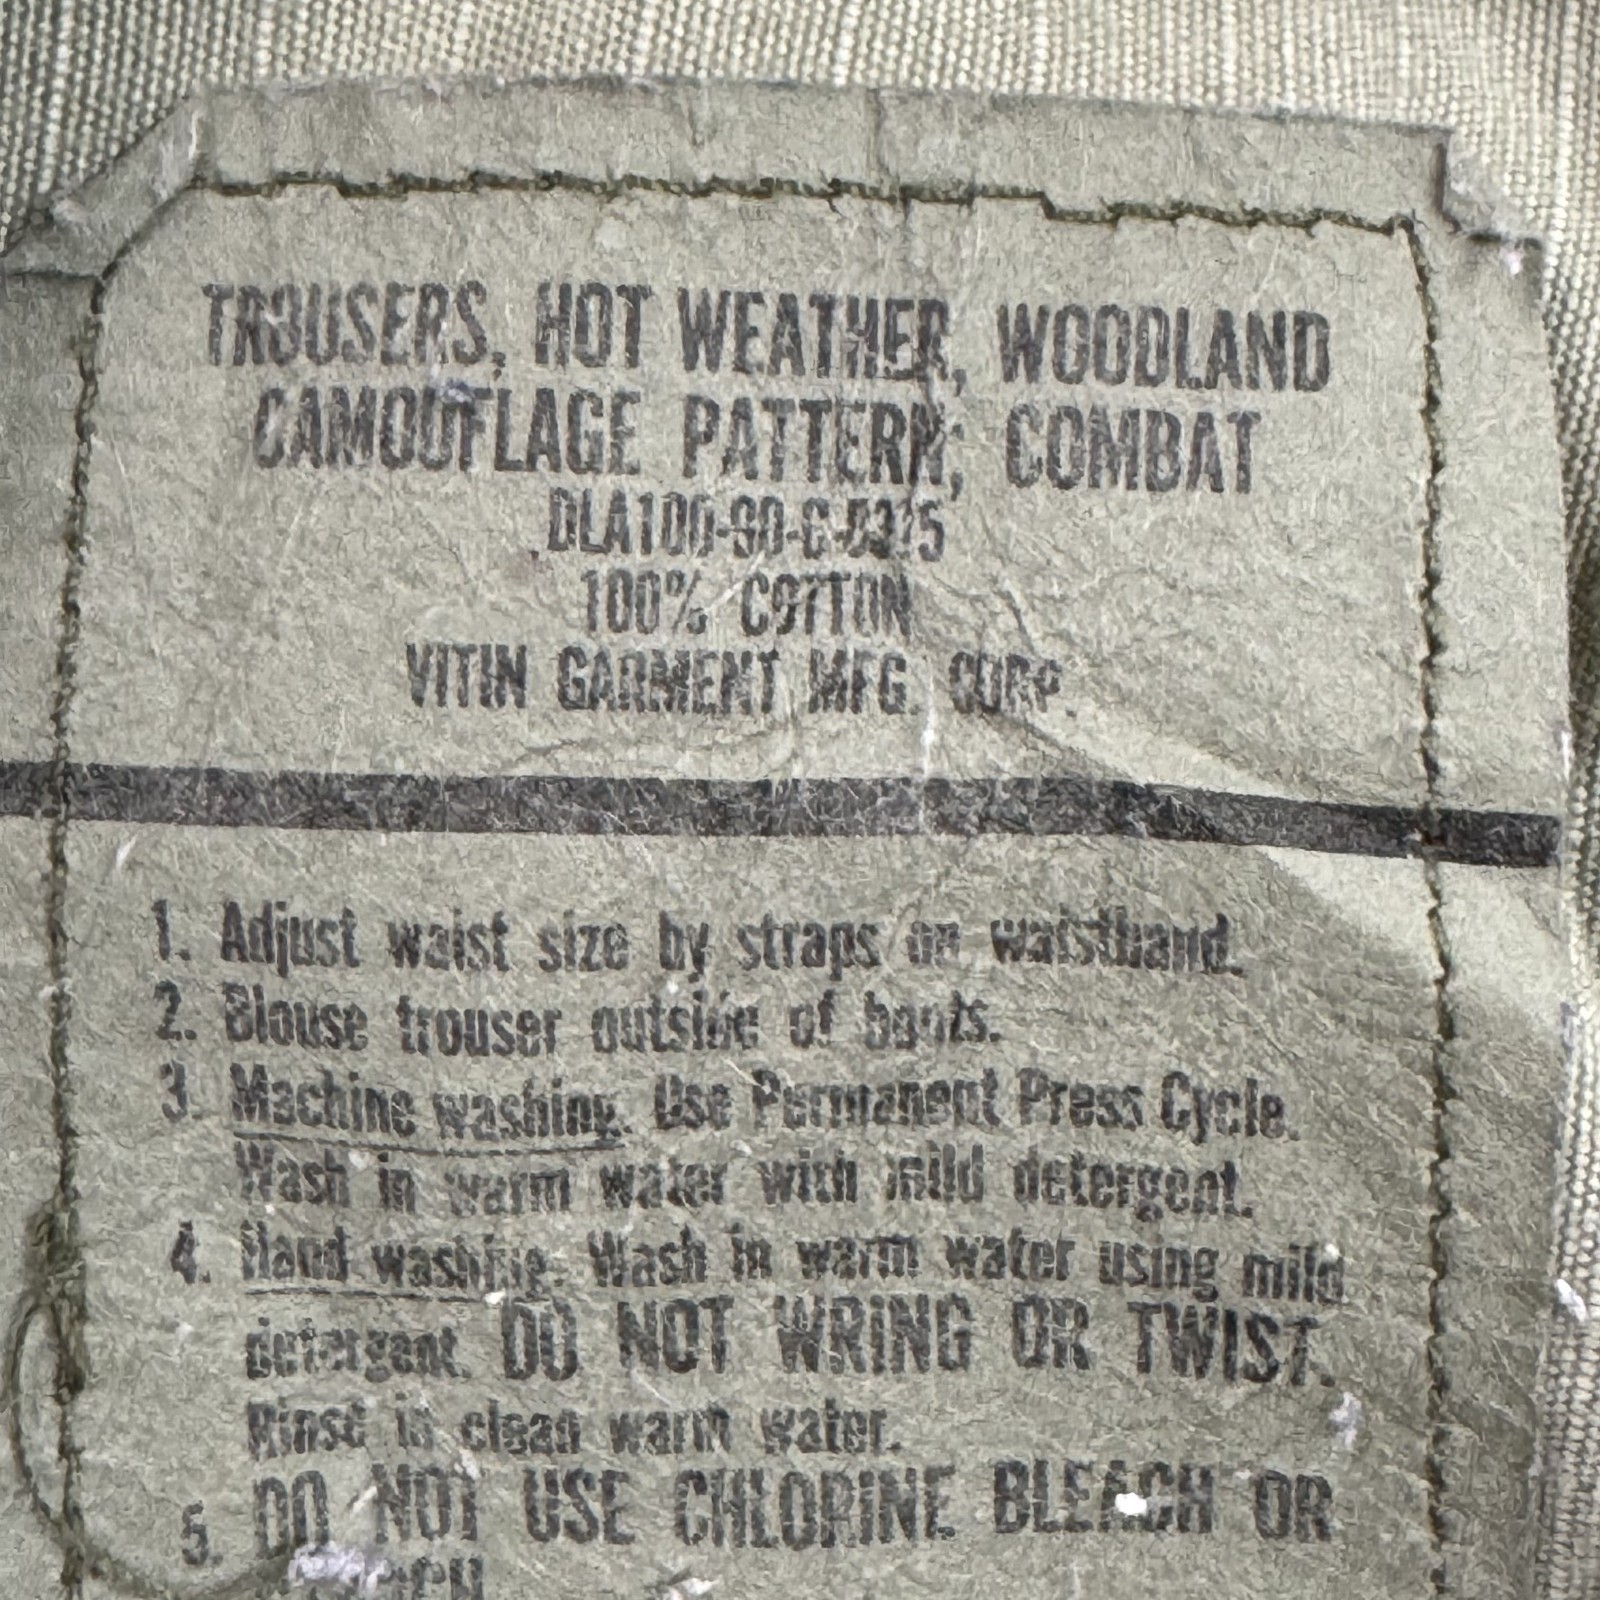 TROUSERS, HOT WEATHER, WOODLAND
CAMOUFLAGE PATTERN; COMBAT
DLA100-90-C-0375
100% COTTON
VITIN GARMENT MFG. CORP.
1. Adjust waist size by straps on waistband.
2. Blouse trouser outside of boots.
3. Machine washing. Use Permanent Press Cycle.
Wash in warm water with mild detergent.
4. Hand washing. Wash in warm water using mild
detergent. DO NOT WRING OR TWIST.
Rinse in clean warm water.
5. DO NOT USE CHLORINE BLEACH OR